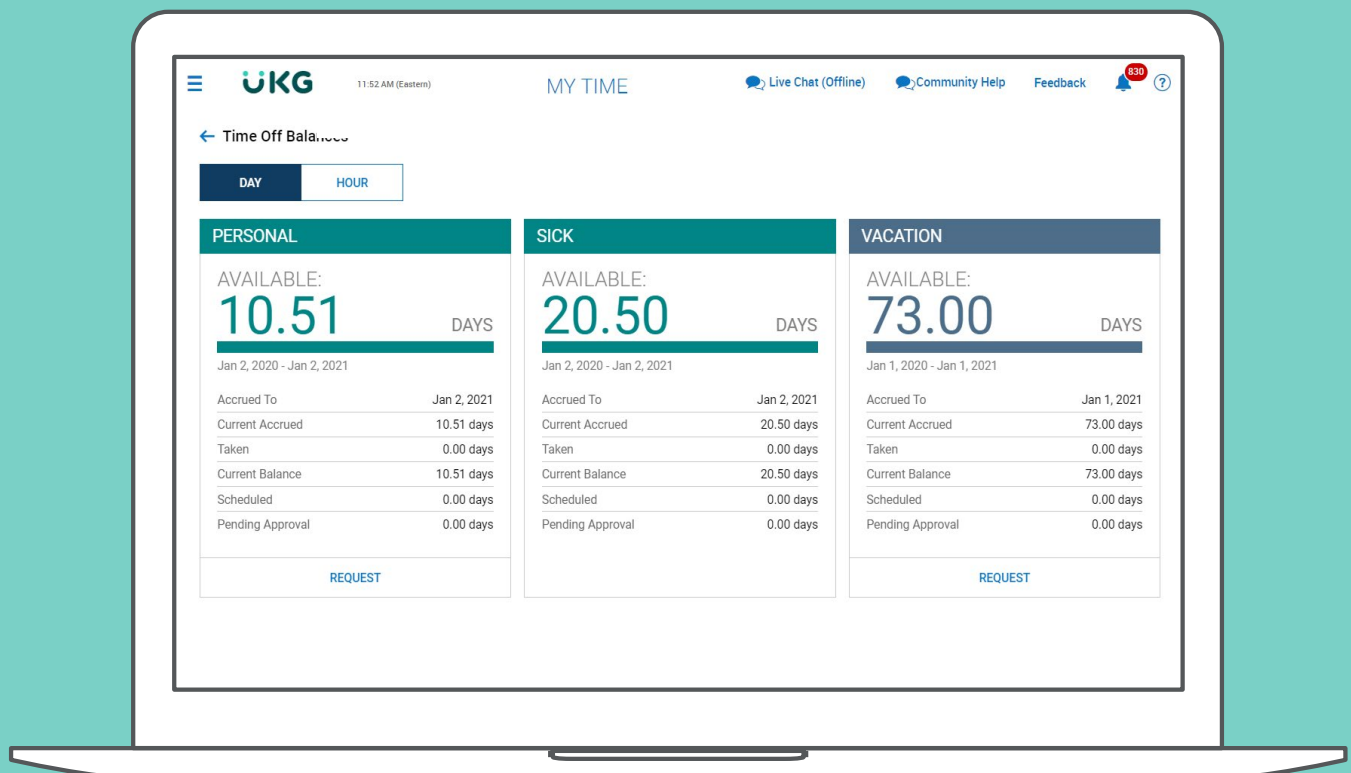 UKG 11:52 AM (Eastern) MY TIME Live Chat (Offline) Community Help Feedback 830 ?
Time Off Balances
DAY HOUR
PERSONAL
AVAILABLE:
10.51 DAYS
Jan 2, 2020 - Jan 2, 2021
Accrued To Jan 2, 2021
Current Accrued 10.51 days
Taken 0.00 days
Current Balance 10.51 days
Scheduled 0.00 days
Pending Approval 0.00 days
REQUEST
SICK
AVAILABLE:
20.50 DAYS
Jan 2, 2020 - Jan 2, 2021
Accrued To Jan 2, 2021
Current Accrued 20.50 days
Taken 0.00 days
Current Balance 20.50 days
Scheduled 0.00 days
Pending Approval 0.00 days
VACATION
AVAILABLE:
73.00 DAYS
Jan 1, 2020 - Jan 1, 2021
Accrued To Jan 1, 2021
Current Accrued 73.00 days
Taken 0.00 days
Current Balance 73.00 days
Scheduled 0.00 days
Pending Approval 0.00 days
REQUEST